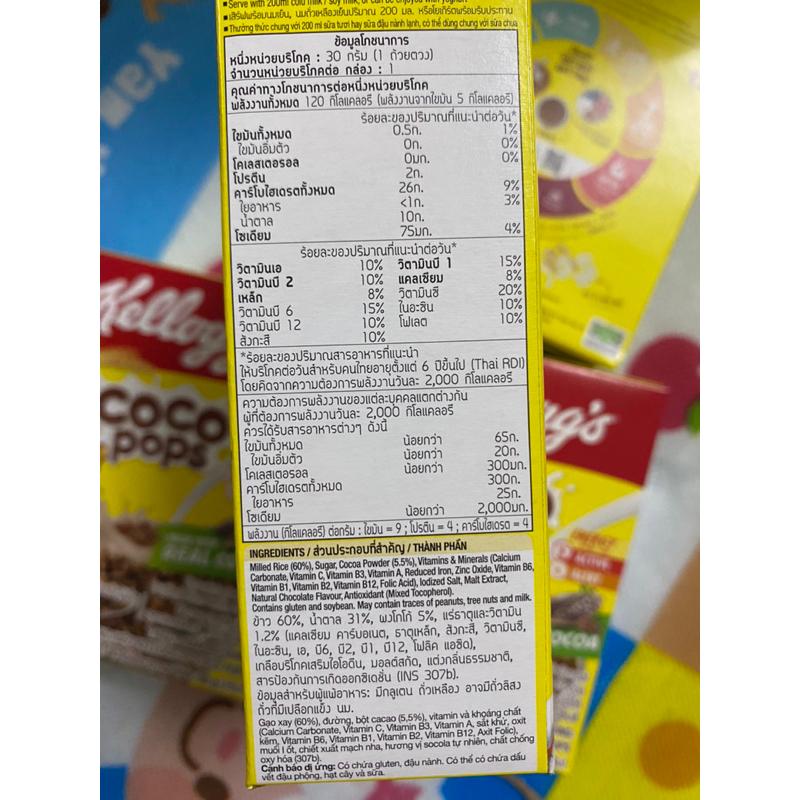 ■ Serve with 200ml cold milk / soy milk, or can be enjoyed with yoghurt
■ เสิร์ฟพร้อมนมเย็น, นมถั่วเหลืองเย็นปริมาณ 200 มล. หรือโยเกิร์ตพร้อมรับประทาน
■ Thưởng thức chung với 200 ml sữa tươi hay sữa đậu nành lạnh, có thể dùng chung với sữa chua
ข้อมูลโภชนาการ
หนึ่งหน่วยบริโภค : 30 กรัม (1 ถ้วยตวง)
จำนวนหน่วยบริโภคต่อ กล่อง : 1
คุณค่าทางโภชนาการต่อหนึ่งหน่วยบริโภค
พลังงานทั้งหมด 120 กิโลแคลอรี (พลังงานจากไขมัน 5 กิโลแคลอรี)
ร้อยละของปริมาณที่แนะนำต่อวัน*
ไขมันทั้งหมด 0.5ก. 1%
ไขมันอิ่มตัว 0ก. 0%
โคเลสเตอรอล 0มก. 0%
โปรตีน 2ก.
คาร์โบไฮเดรตทั้งหมด 26ก. 9%
ใยอาหาร <1ก. 3%
น้ำตาล 10ก.
โซเดียม 75มก. 4%
ร้อยละของปริมาณที่แนะนำต่อวัน*
วิตามินเอ 10% วิตามินบี 1 15%
วิตามินบี 2 10% แคลเซียม 8%
เหล็ก 8% วิตามินซี 20%
วิตามินบี 6 15% ไนอะซิน 10%
วิตามินบี 12 10% โฟเลต 10%
สังกะสี 10%
*ร้อยละของปริมาณสารอาหารที่แนะนำ
ให้บริโภคต่อวันสำหรับคนไทยอายุตั้งแต่ 6 ปีขึ้นไป (Thai RDI)
โดยคิดจากความต้องการพลังงานวันละ 2,000 กิโลแคลอรี
ความต้องการพลังงานของแต่ละบุคคลแตกต่างกัน
ผู้ที่ต้องการพลังงานวันละ 2,000 กิโลแคลอรี
ควรได้รับสารอาหารต่างๆ ดังนี้
ไขมันทั้งหมด น้อยกว่า 65ก.
ไขมันอิ่มตัว น้อยกว่า 20ก.
โคเลสเตอรอล น้อยกว่า 300มก.
คาร์โบไฮเดรตทั้งหมด 300ก.
ใยอาหาร 25ก.
โซเดียม น้อยกว่า 2,000มก.
พลังงาน (กิโลแคลอรี) ต่อกรัม : ไขมัน = 9 ; โปรตีน = 4 ; คาร์โบไฮเดรต = 4
INGREDIENTS / ส่วนประกอบที่สำคัญ / THÀNH PHẦN
Milled Rice (60%), Sugar, Cocoa Powder (5.5%), Vitamins & Minerals (Calcium
Carbonate, Vitamin C, Vitamin B3, Vitamin A, Reduced Iron, Zinc Oxide, Vitamin B6,
Vitamin B1, Vitamin B2, Vitamin B12, Folic Acid), Iodized Salt, Malt Extract,
Natural Chocolate Flavour, Antioxidant (Mixed Tocopherol).
Contains gluten and soybean. May contain traces of peanuts, tree nuts and milk.
ข้าว 60%, น้ำตาล 31%, ผงโกโก้ 5%, แร่ธาตุและวิตามิน
1.2% (แคลเซียม คาร์บอเนต, ธาตุเหล็ก, สังกะสี, วิตามินซี,
ไนอะซิน, เอ, บี6, บี2, บี1, บี12, โฟลิค แอซิด),
เกลือบริโภคเสริมไอโอดีน, มอลต์สกัด, แต่งกลิ่นธรรมชาติ,
สารป้องกันการเกิดออกซิเดชั่น (INS 307b).
ข้อมูลสำหรับผู้แพ้อาหาร: มีกลูเตน ถั่วเหลือง อาจมีถั่วลิสง
ถั่วที่มีเปลือกแข็ง นม.
Gạo xay (60%), đường, bột cacao (5,5%), vitamin và khoáng chất
(Calcium Carbonate, Vitamin C, Vitamin B3, Vitamin A, sắt khử, oxit
kẽm, Vitamin B6, Vitamin B1, Vitamin B2, Vitamin B12, Axit Folic),
muối I ốt, chiết xuất mạch nha, hương vị socola tự nhiên, chất chống
oxy hóa (307b).
Cảnh báo dị ứng: Có chứa gluten, đậu nành. Có thể có chứa dấu
vết đậu phộng, hạt cây và sữa.
Kellog
COCO
POPS
g's
OCOA